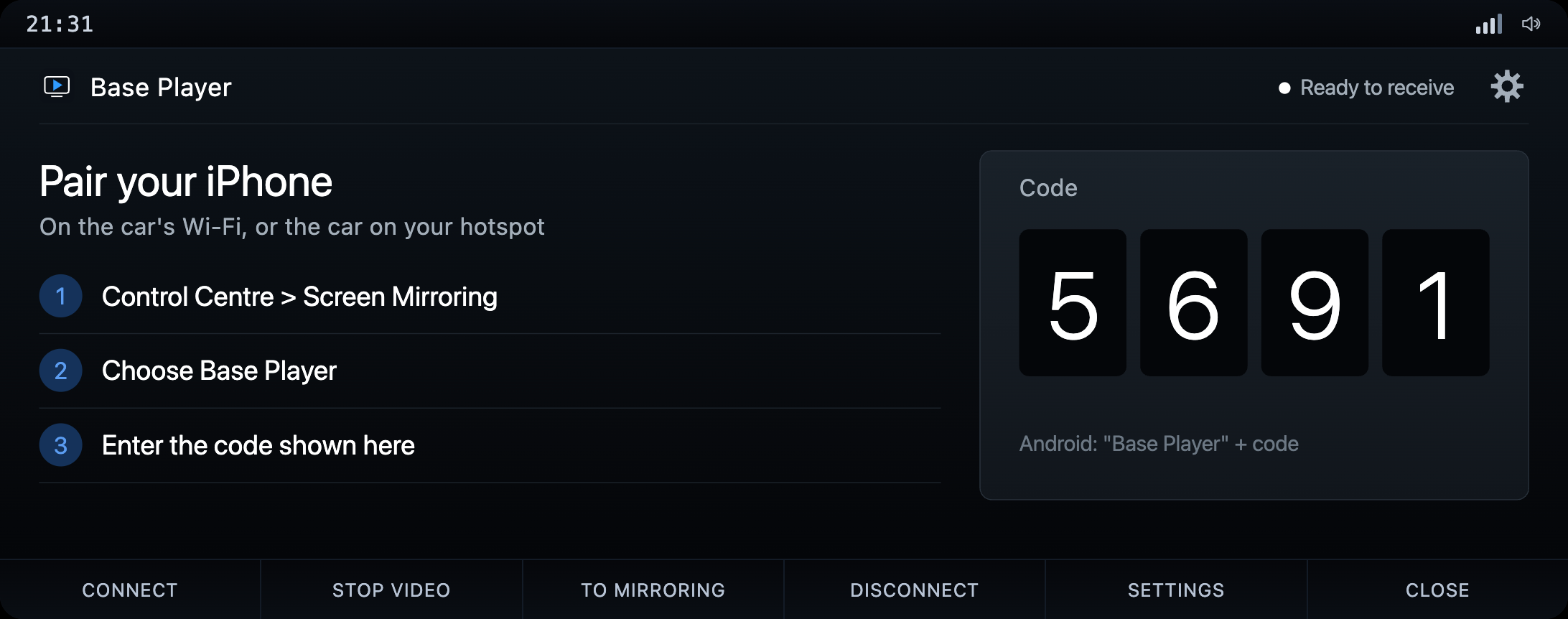 21:31
Base Player
Ready to receive
Pair your iPhone
On the car's Wi-Fi, or the car on your hotspot
1 Control Centre > Screen Mirroring
2 Choose Base Player
3 Enter the code shown here
Code
5 6 9 1
Android: "Base Player" + code
CONNECT STOP VIDEO TO MIRRORING DISCONNECT SETTINGS CLOSE